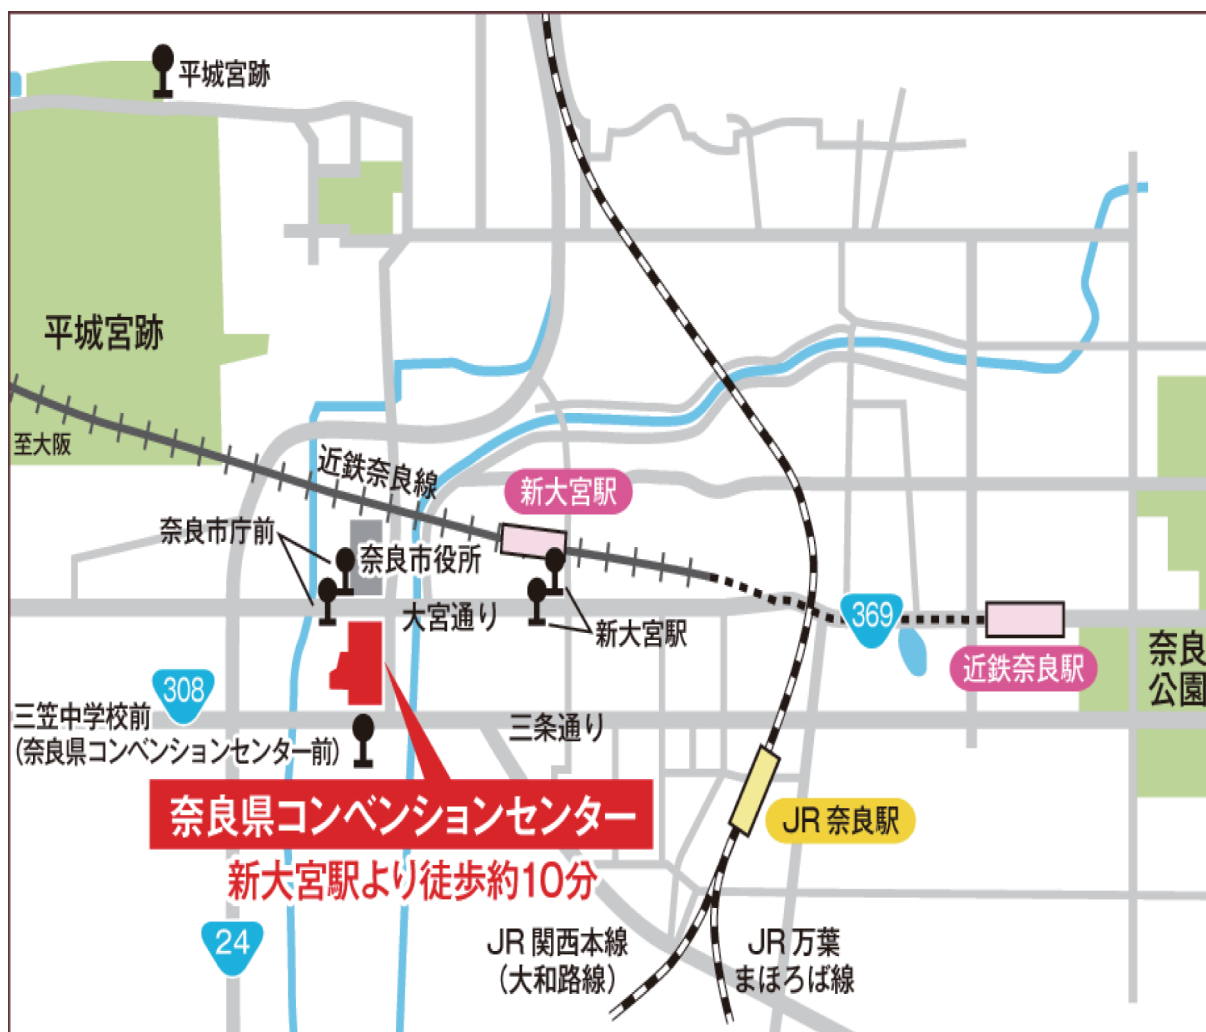 平城宮跡
平城宮跡
至大阪
近鉄奈良線
新大宮駅
奈良市庁前
奈良市役所
大宮通り
新大宮駅
369
近鉄奈良駅
奈良
公園
308
三笠中学校前
(奈良県コンベンションセンター前)
三条通り
奈良県コンベンションセンター
新大宮駅より徒歩約10分
JR奈良駅
24
JR関西本線
(大和路線)
JR万葉
まほろば線